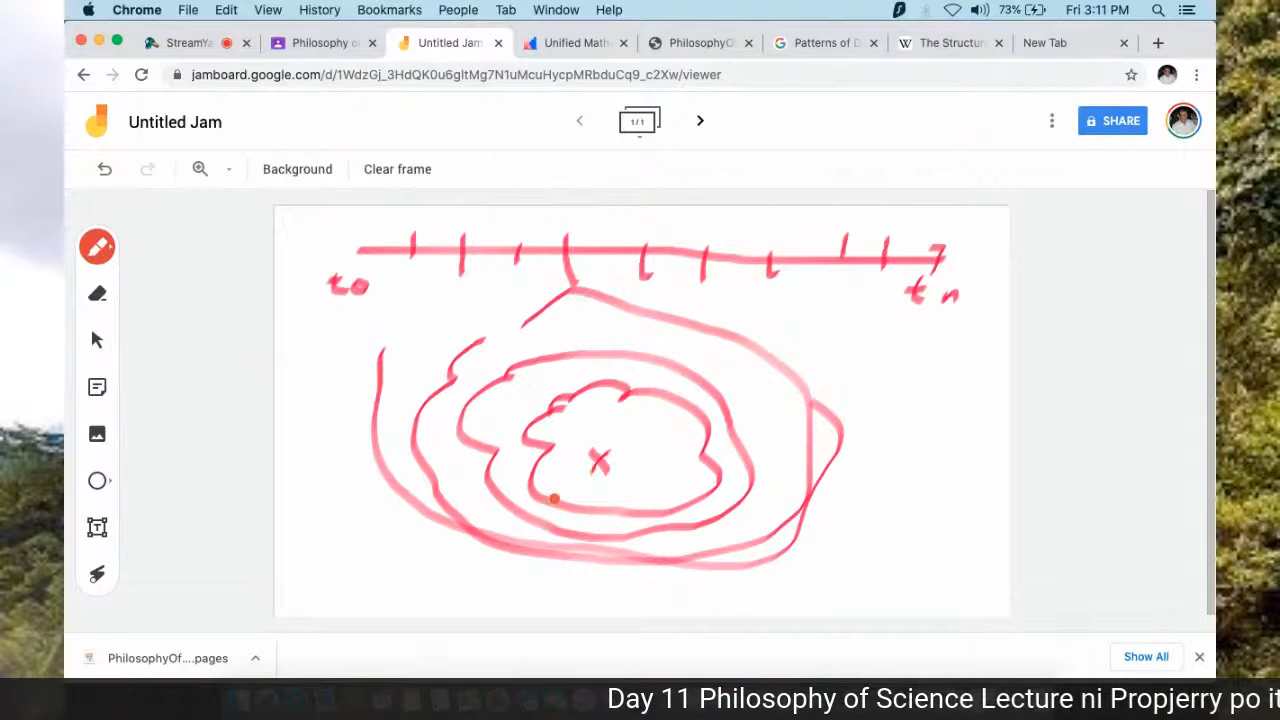 Chrome File Edit View History Bookmarks People Tab Window Help 73% Fri 3:11 PM
StreamYa Philosophy o Untitled Jam Unified Math PhilosophyO Patterns of D The Structur New Tab
jamboard.google.com/d/1WdzGj_3HdQK0u6gltMg7N1uMcuHycpMRbduCq9_c2Xw/viewer
Untitled Jam 1/1 SHARE
Background Clear frame
to tn
x
PhilosophyOf....pages Show All
Day 11 Philosophy of Science Lecture ni Propjerry po it